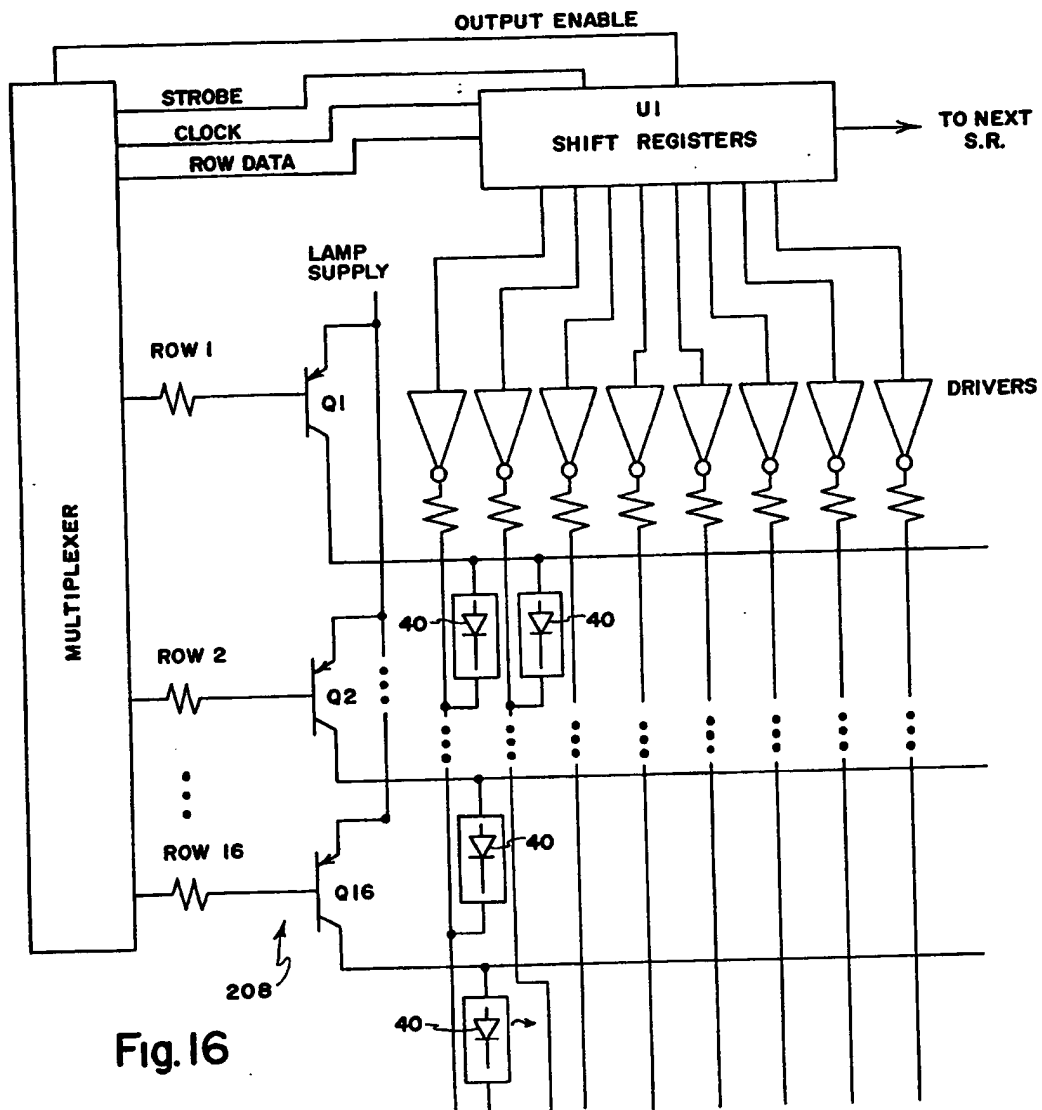 OUTPUT ENABLE
STROBE
CLOCK
ROW DATA
U1
SHIFT REGISTERS
TO NEXT
S.R.
LAMP
SUPPLY
ROW 1
Q1
DRIVERS
MULTIPLEXER
40
40
ROW 2
Q2
40
ROW 16
Q16
208
40
Fig.16